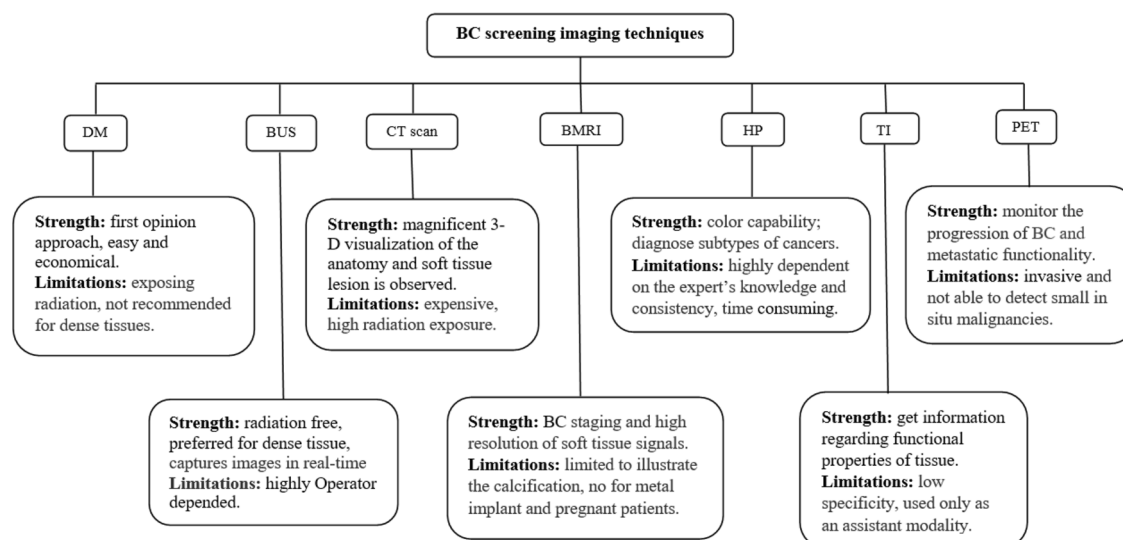 BC screening imaging techniques
DM
BUS
CT scan
BMRI
HP
TI
PET
Strength: first opinion
approach, easy and
economical.
Limitations: exposing
radiation, not recommended
for dense tissues.
Strength: magnificent 3-
D visualization of the
anatomy and soft tissue
lesion is observed.
Limitations: expensive,
high radiation exposure.
Strength: color capability;
diagnose subtypes of cancers.
Limitations: highly dependent
on the expert's knowledge and
consistency, time consuming.
Strength: monitor the
progression of BC and
metastatic functionality.
Limitations: invasive and
not able to detect small in
situ malignancies.
Strength: radiation free,
preferred for dense tissue,
captures images in real-time
Limitations: highly Operator
depended.
Strength: BC staging and high
resolution of soft tissue signals.
Limitations: limited to illustrate
the calcification, no for metal
implant and pregnant patients.
Strength: get information
regarding functional
properties of tissue.
Limitations: low
specificity, used only as
an assistant modality.